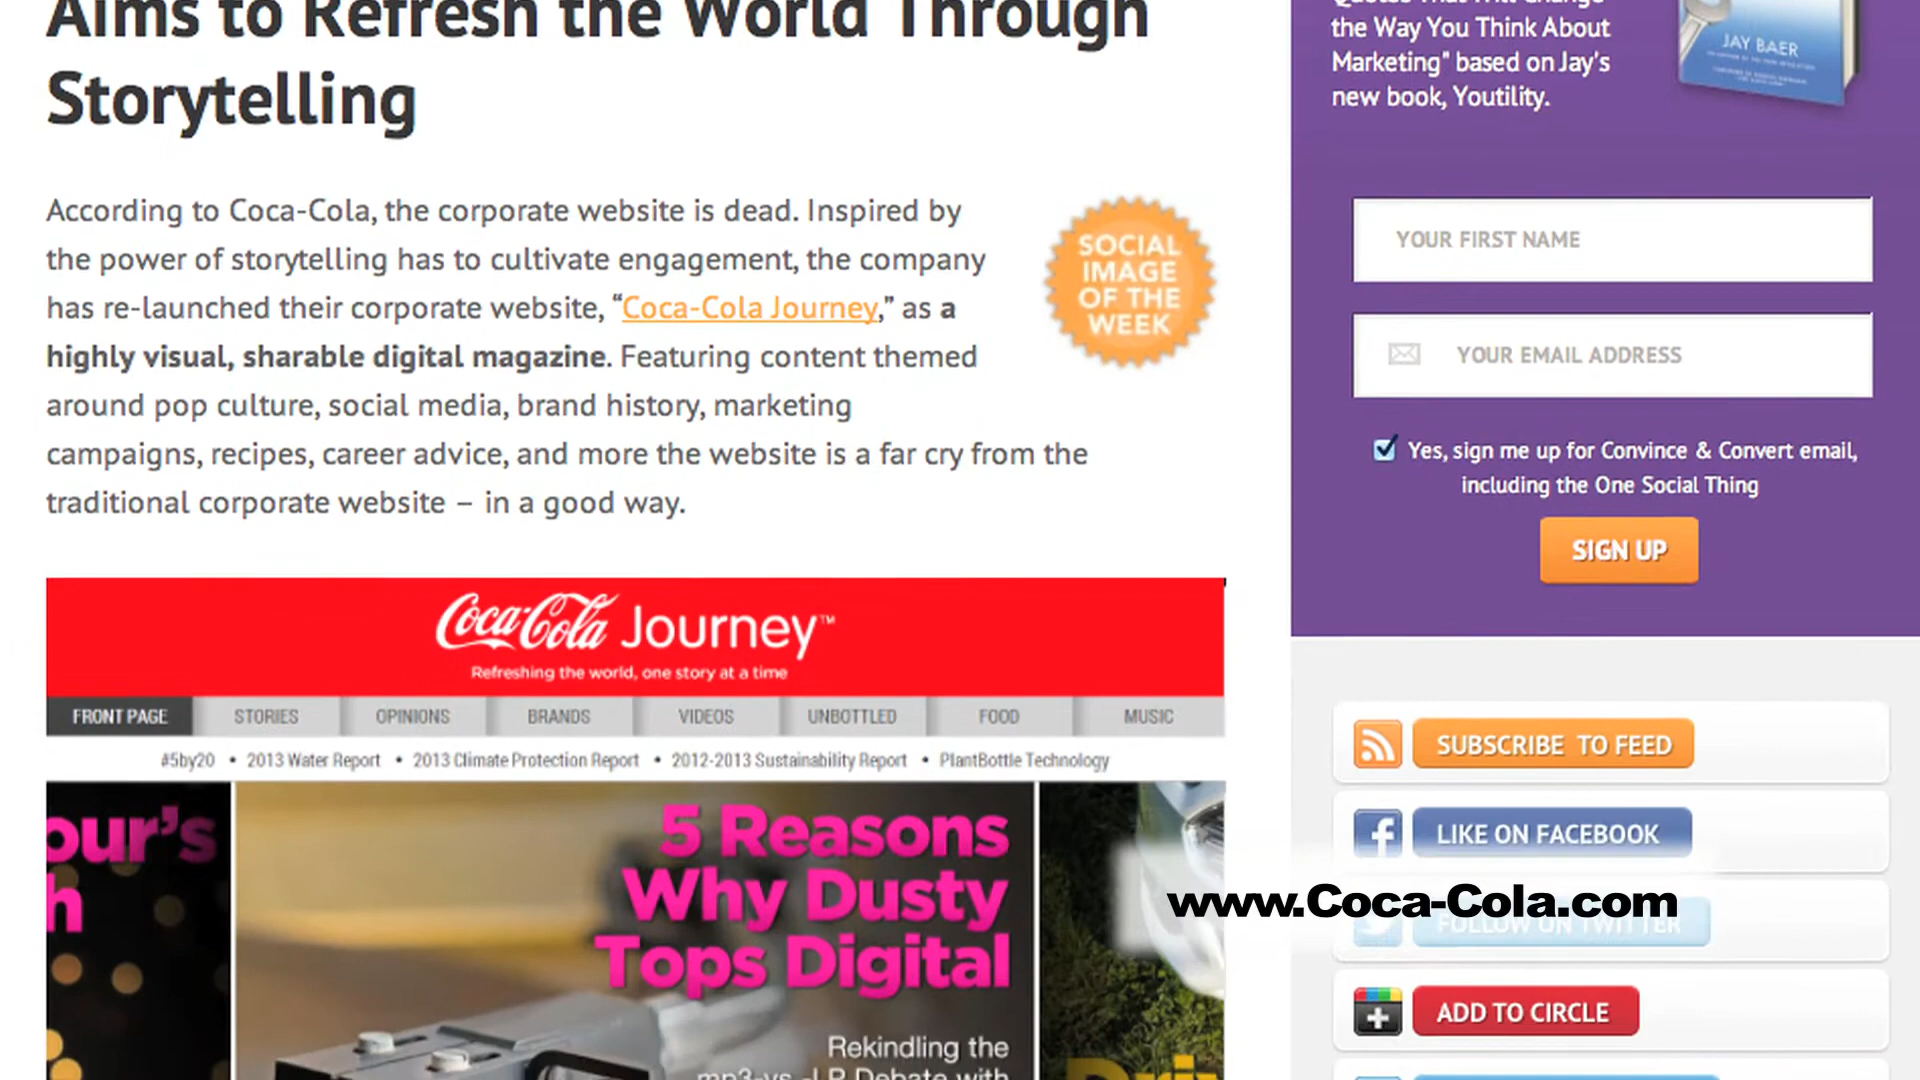 Aims to Refresh the World Through
Storytelling
According to Coca-Cola, the corporate website is dead. Inspired by
the power of storytelling has to cultivate engagement, the company
has re-launched their corporate website, “Coca-Cola Journey,” as a
highly visual, sharable digital magazine. Featuring content themed
around pop culture, social media, brand history, marketing
campaigns, recipes, career advice, and more the website is a far cry from the
traditional corporate website – in a good way.
SOCIAL
IMAGE
OF THE
WEEK
Coca-Cola Journey™
Refreshing the world, one story at a time
FRONT PAGE STORIES OPINIONS BRANDS VIDEOS UNBOTTLED FOOD MUSIC
#5by20 • 2013 Water Report • 2013 Climate Protection Report • 2012-2013 Sustainability Report • PlantBottle Technology
our's
h
5 Reasons
Why Dusty
Tops Digital
Rekindling the
mp3-vs.-LP Debate with
Quotes That Will Change
the Way You Think About
Marketing" based on Jay's
new book, Youtility.
JAY BAER
YOUR FIRST NAME
YOUR EMAIL ADDRESS
Yes, sign me up for Convince & Convert email,
including the One Social Thing
SIGN UP
SUBSCRIBE TO FEED
LIKE ON FACEBOOK
www.Coca-Cola.com
FOLLOW ON TWITTER
ADD TO CIRCLE